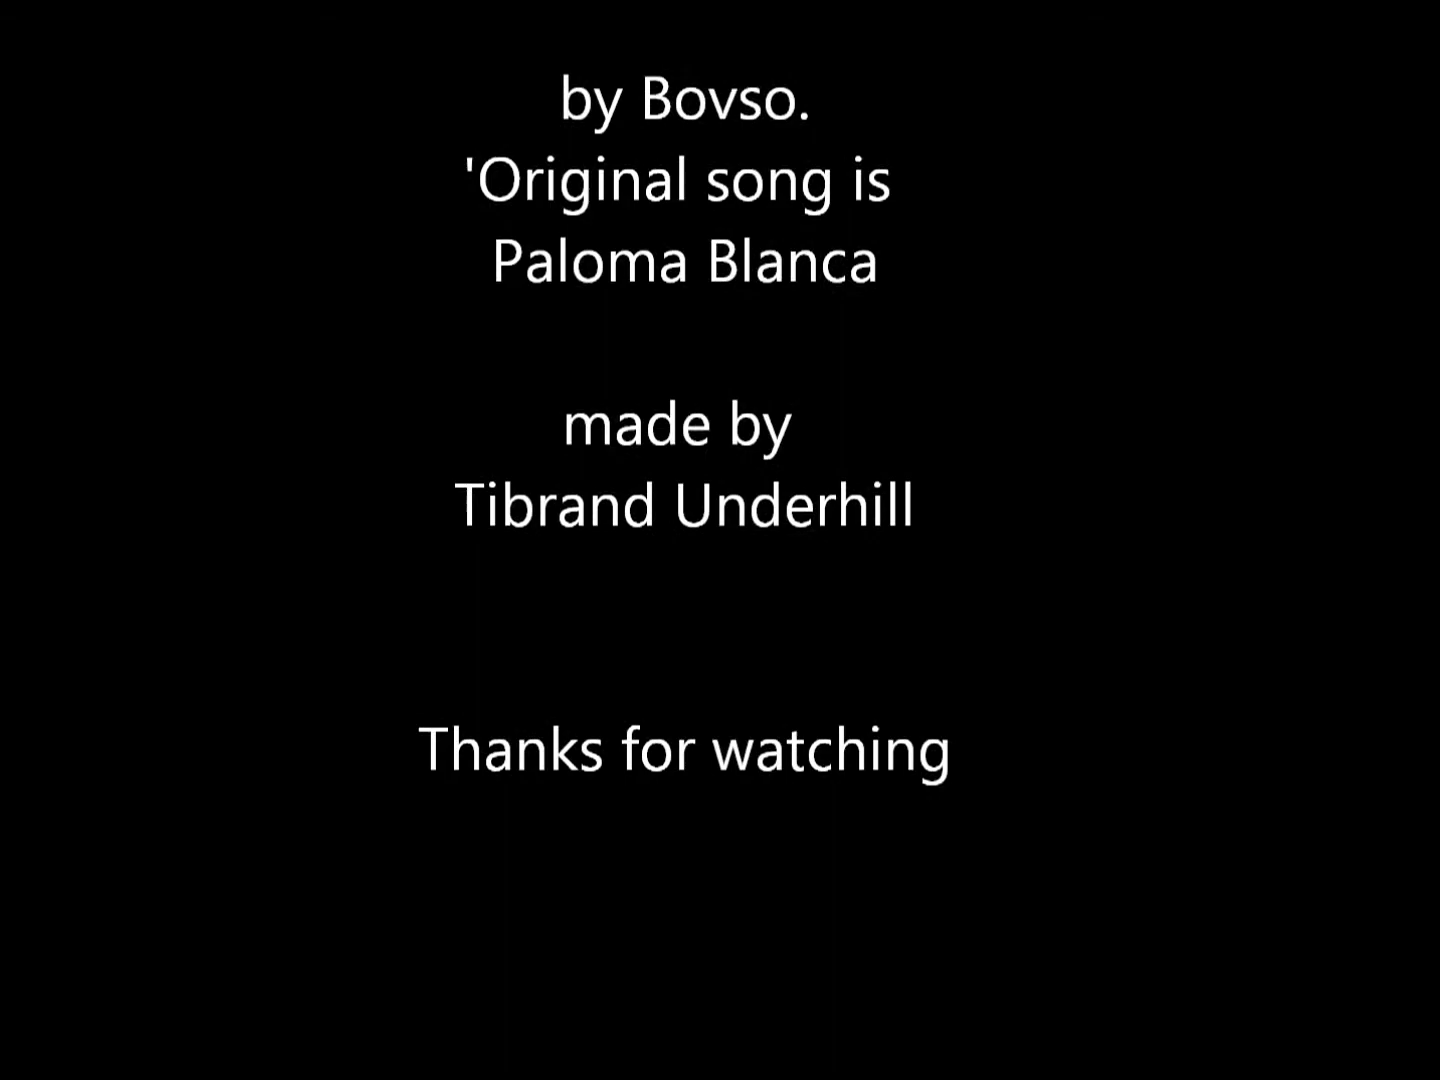 by Bovso.
'Original song is
Paloma Blanca
made by
Tibrand Underhill
Thanks for watching